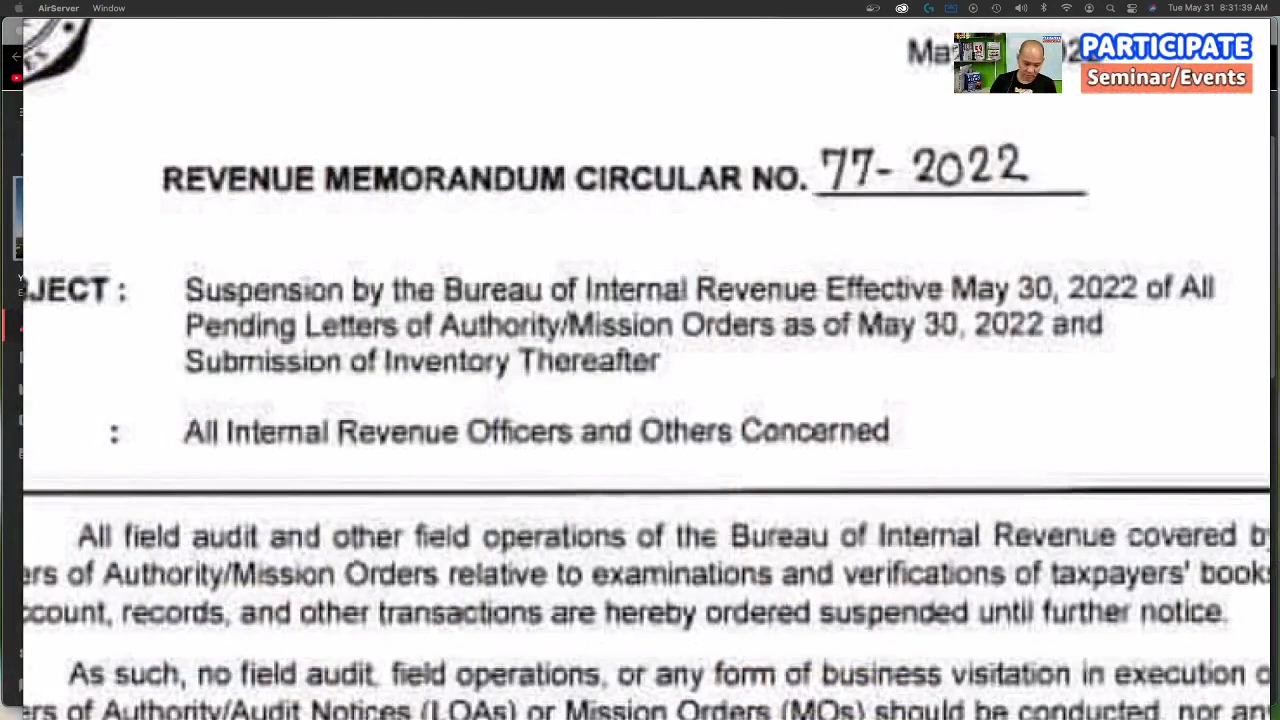 AirServer Window Tue May 31 8:31:39 AM
PARTICIPATE
Seminar/Events
REVENUE MEMORANDUM CIRCULAR NO. 77-2022
JECT : Suspension by the Bureau of Internal Revenue Effective May 30, 2022 of All
Pending Letters of Authority/Mission Orders as of May 30, 2022 and
Submission of Inventory Thereafter
: All Internal Revenue Officers and Others Concerned
All field audit and other field operations of the Bureau of Internal Revenue covered by
ers of Authority/Mission Orders relative to examinations and verifications of taxpayers' books
ccount, records, and other transactions are hereby ordered suspended until further notice.
As such, no field audit, field operations, or any form of business visitation in execution o
ers of Authority/Audit Notices (LOAs) or Mission Orders (MOs) should be conducted, nor an